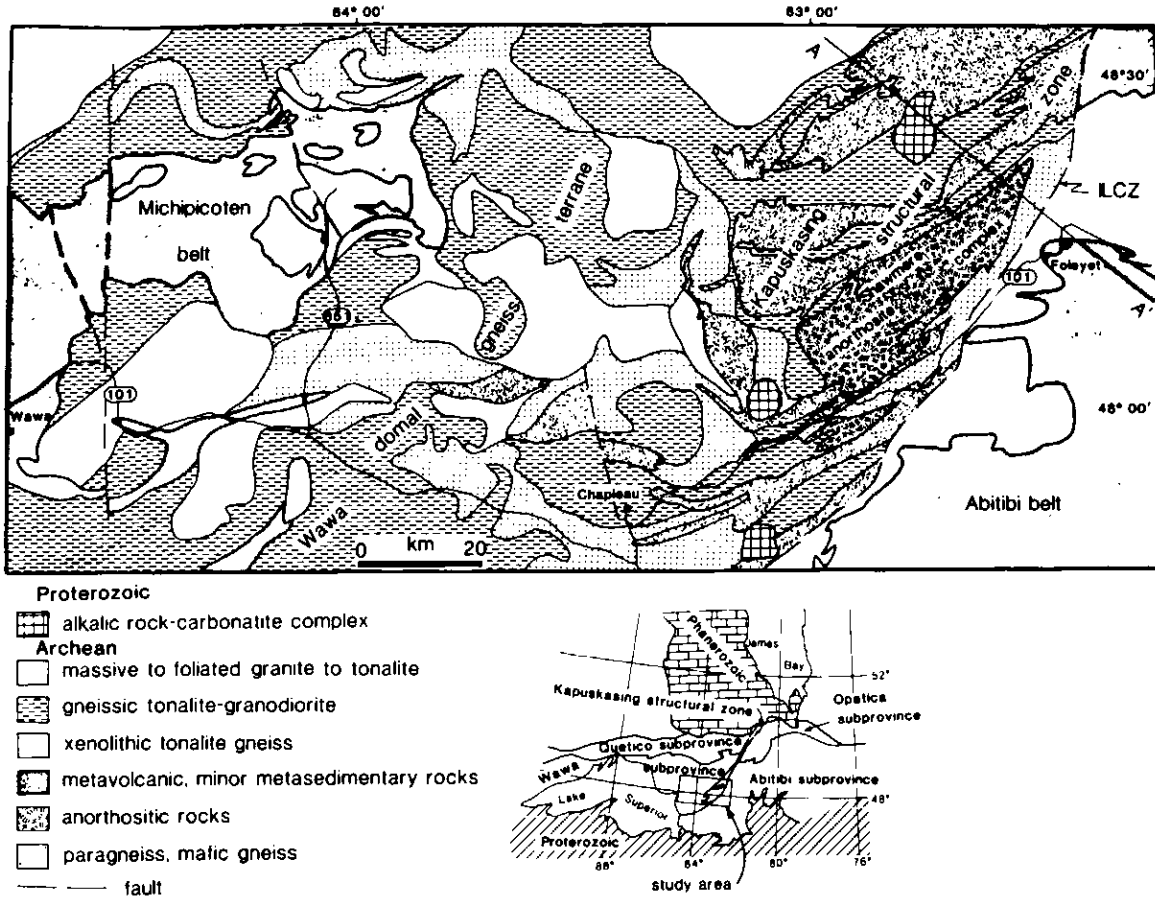 84° 00'
83° 00'
A
48°30'
zone
ILCZ
Michipicoten
belt
terrane
Kapuskasing
structural
Shawmere
anorthosite
complex
Foleyet
101
A'
gneiss
101
Wawa
48° 00'
domal
Chapleau
Abitibi belt
Wawa
0 km 20
Proterozoic
alkalic rock-carbonatite complex
Archean
massive to foliated granite to tonalite
gneissic tonalite-granodiorite
xenolithic tonalite gneiss
metavolcanic, minor metasedimentary rocks
anorthositic rocks
paragneiss, mafic gneiss
fault
Phanerozoic
James
Bay
52°
Kapuskasing structural zone
Opatica
subprovince
Quetico subprovince
Wawa
subprovince
Abitibi subprovince
Lake
Superior
48°
Proterozoic
88°
84°
80°
76°
study area